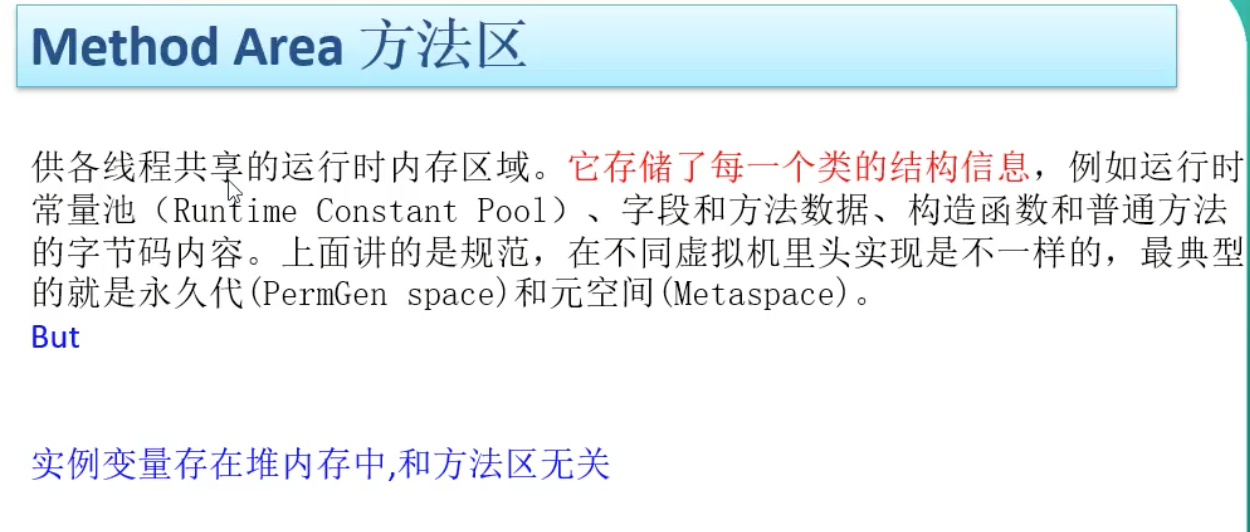 Method Area 方法区
供各线程共享的运行时内存区域。它存储了每一个类的结构信息，例如运行时
常量池（Runtime Constant Pool）、字段和方法数据、构造函数和普通方法
的字节码内容。上面讲的是规范，在不同虚拟机里头实现是不一样的，最典型
的就是永久代(PermGen space)和元空间(Metaspace)。
But
实例变量存在堆内存中,和方法区无关